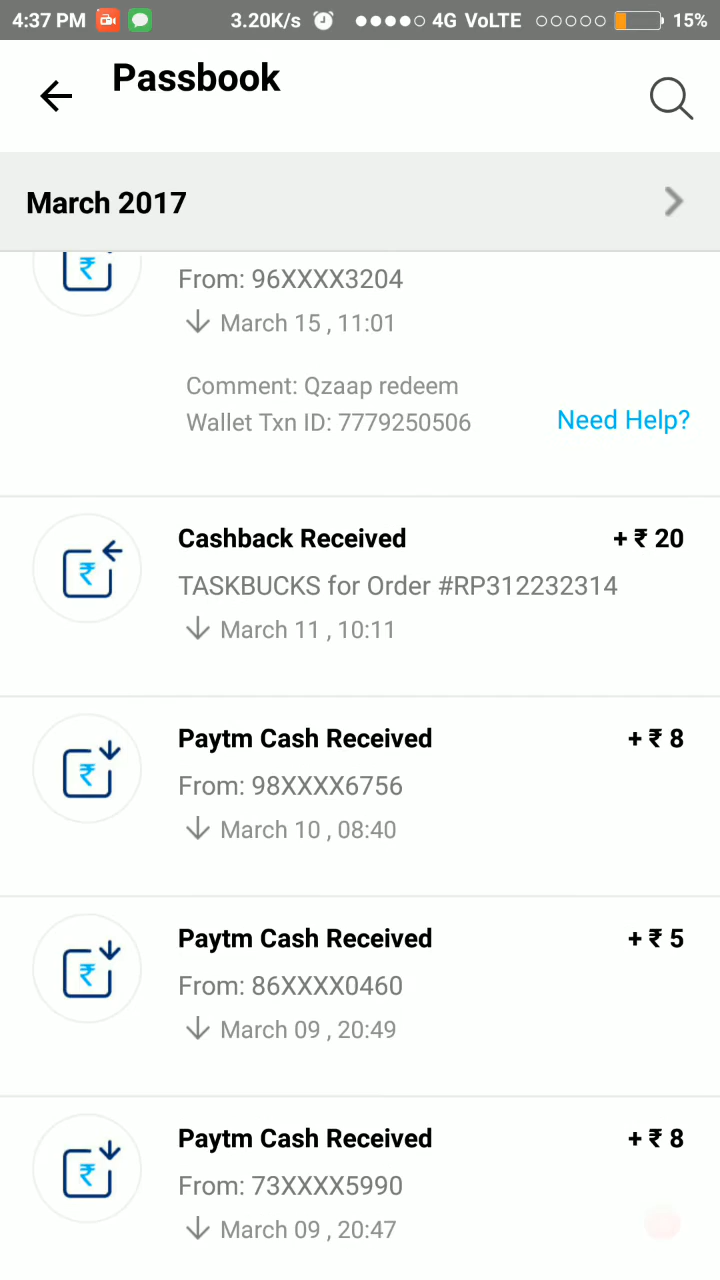 4:37 PM 3.20K/s 4G VoLTE 15%
Passbook
March 2017
From: 96XXXX3204
March 15 , 11:01
Comment: Qzaap redeem
Wallet Txn ID: 7779250506 Need Help?
Cashback Received + ₹ 20
TASKBUCKS for Order #RP312232314
March 11 , 10:11
Paytm Cash Received + ₹ 8
From: 98XXXX6756
March 10 , 08:40
Paytm Cash Received + ₹ 5
From: 86XXXX0460
March 09 , 20:49
Paytm Cash Received + ₹ 8
From: 73XXXX5990
March 09 , 20:47